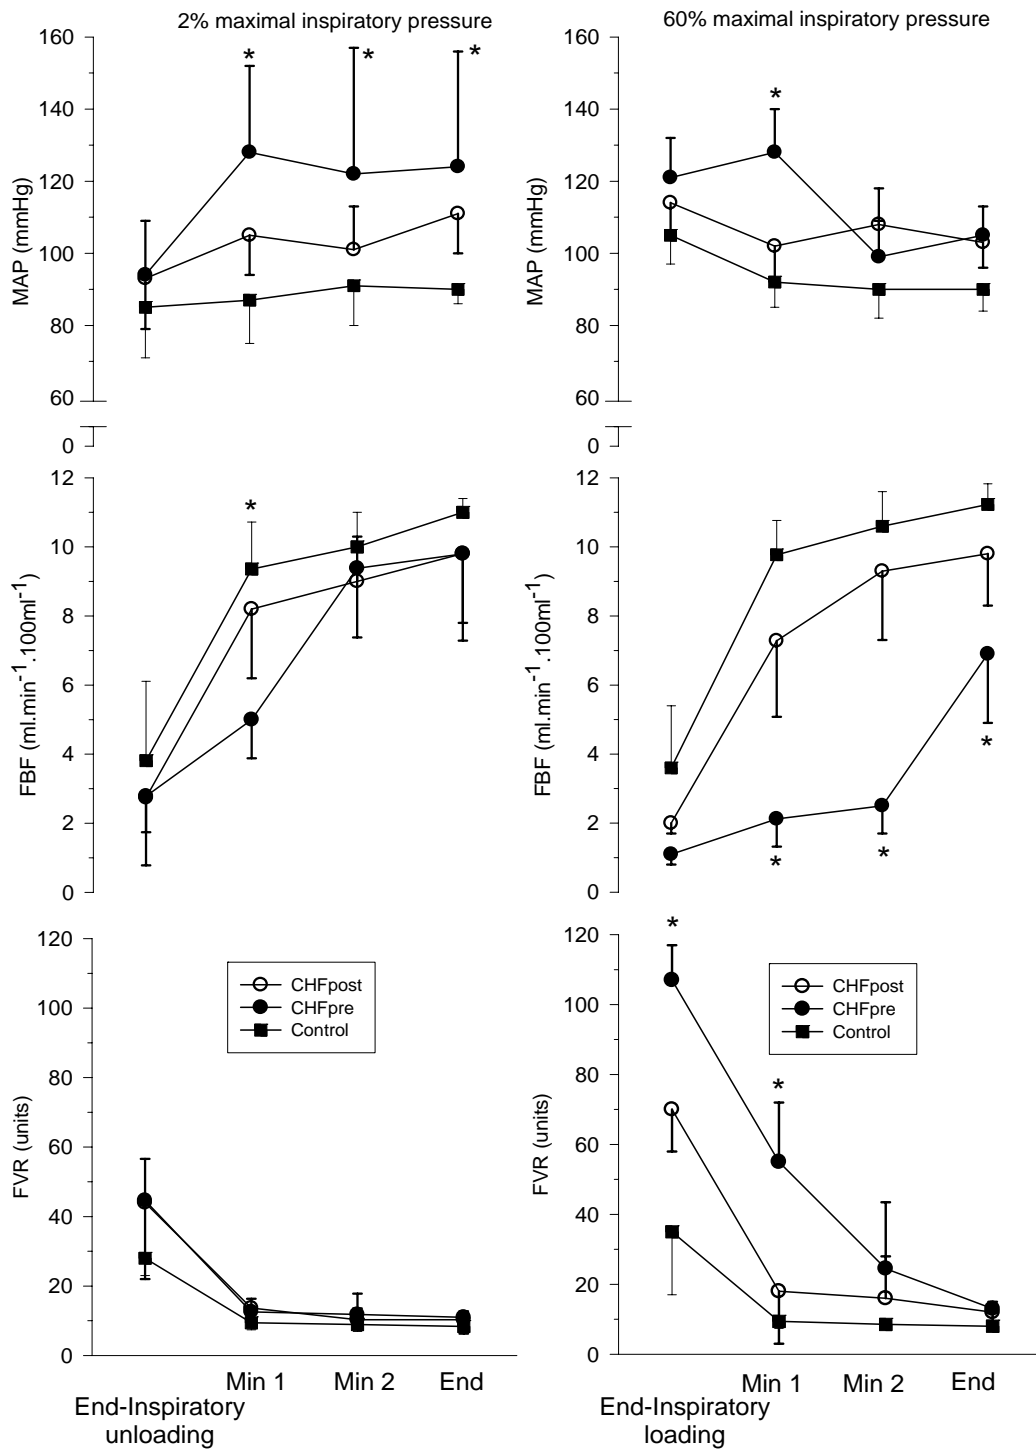 2% maximal inspiratory pressure
60% maximal inspiratory pressure
160
140
120
100
80
60
0
MAP (mmHg)
* * *
160
140
120
100
80
60
0
MAP (mmHg)
*
12
10
8
6
4
2
0
FBF (ml.min⁻¹.100ml⁻¹)
*
12
10
8
6
4
2
0
FBF (ml.min⁻¹.100ml⁻¹)
* * *
120
100
80
60
40
20
0
FVR (units)
CHFpost
CHFpre
Control
120
100
80
60
40
20
0
FVR (units)
* *
CHFpost
CHFpre
Control
End-Inspiratory
unloading
Min 1
Min 2
End
End-Inspiratory
loading
Min 1
Min 2
End